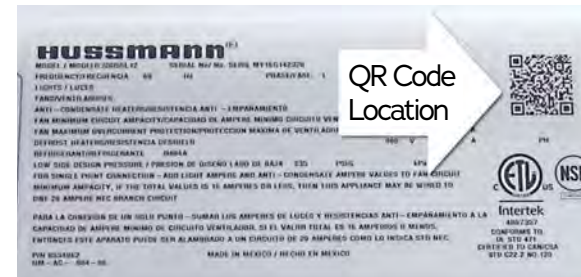 HUSSMANN
QR Code
Location
MODEL / MODELO
FREQUENCY/FRECUENCIA 60 Hz PHASE/FASE 1
LIGHTS / LUCES
FANS/VENTILADORES
ANTI-CONDENSATE HEATERS/RESISTENCIA ANTI-EMPAÑAMIENTO
FAN MINIMUM CIRCUIT AMPACITY/CAPACIDAD DE AMPERE MINIMO CIRCUITO
FAN MAXIMUM OVERCURRENT PROTECTION/PROTECCION MAXIMA DE
DEFROST HEATERS/RESISTENCIA DESHIELO V A PH
REFRIGERANT/REFRIGERANTE
LOW SIDE DESIGN PRESSURE / PRESION DE DISEÑO LADO DE BAJA 235 PSIG
FOR SINGLE POINT CONNECTION - ADD LIGHT AMPERE AND ANTI-CONDENSATE AMPERE VALUES TO FAN CIRCUIT
MINIMUM AMPACITY, IF THE TOTAL VALUES IS 16 AMPERES OR LESS, THEN THIS APPLIANCE MAY BE WIRED TO
ONE 20 AMPERE NEC BRANCH CIRCUIT
PARA LA CONEXION DE UN SOLO PUNTO - SUMAR LOS AMPERES DE LUCES Y RESISTENCIAS ANTI-EMPAÑAMIENTO A LA
CAPACIDAD DE AMPERE MINIMO DE CIRCUITO VENTILADOR, SI EL VALOR TOTAL ES 16 AMPERES O MENOS,
ENTONCES ESTE APARATO PUEDE SER ALAMBRADO A UN CIRCUITO DE 20 AMPERES COMO LO INDICA STD NEC.
MADE IN MEXICO / HECHO EN MEXICO
C ETL US
NSF
Intertek
CONFORMS TO
UL STD 471
CERTIFIED TO CAN/CSA
STD C22.2 NO.120